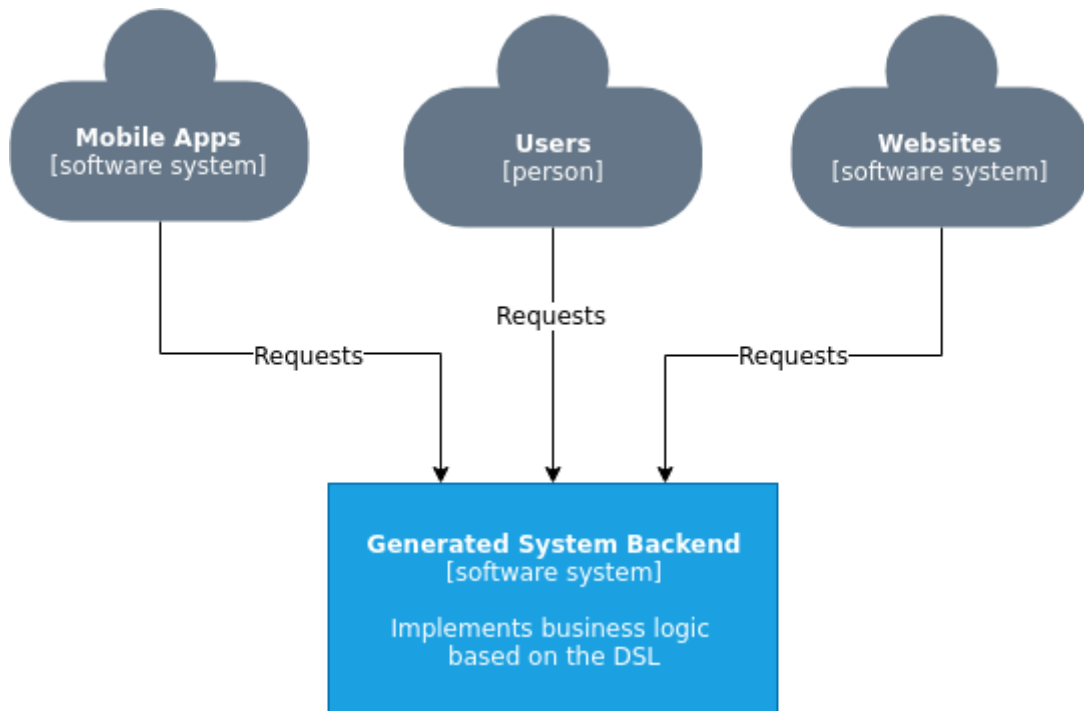 Mobile Apps
[software system]
Users
[person]
Websites
[software system]
Requests
Requests
Requests
Generated System Backend
[software system]
Implements business logic
based on the DSL